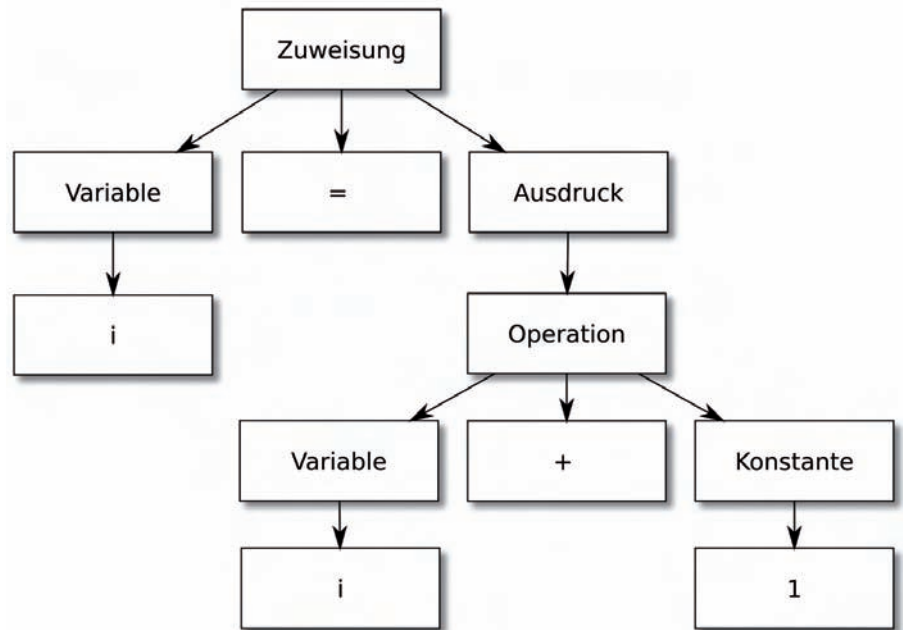 Zuweisung
Variable
=
Ausdruck
i
Operation
Variable
+
Konstante
i
1